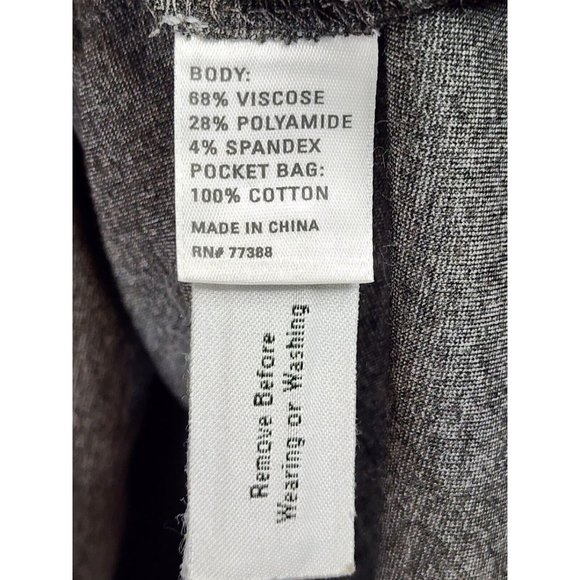 BODY:
68% VISCOSE
28% POLYAMIDE
4% SPANDEX
POCKET BAG:
100% COTTON
MADE IN CHINA
RN# 77388
Remove Before
Wearing or Washing